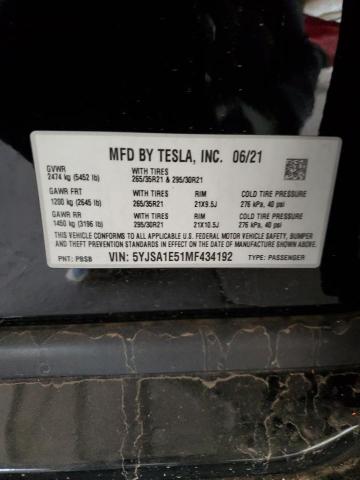 MFD BY TESLA, INC. 06/21
GVWR WITH TIRES
2474 kg (5452 lb) 265/35R21 & 295/30R21
GAWR FRT WITH TIRES RIM COLD TIRE PRESSURE
1200 kg (2645 lb) 265/35R21 21X9.5J 276 kPa, 40 psi
GAWR RR WITH TIRES RIM COLD TIRE PRESSURE
1450 kg (3196 lb) 295/30R21 21X10.5J 276 kPa, 40 psi
THIS VEHICLE CONFORMS TO ALL APPLICABLE U.S. FEDERAL MOTOR VEHICLE SAFETY, BUMPER
AND THEFT PREVENTION STANDARDS IN EFFECT ON THE DATE OF MANUFACTURE SHOWN ABOVE.
PNT: PBSB VIN: 5YJSA1E51MF434192 TYPE: PASSENGER